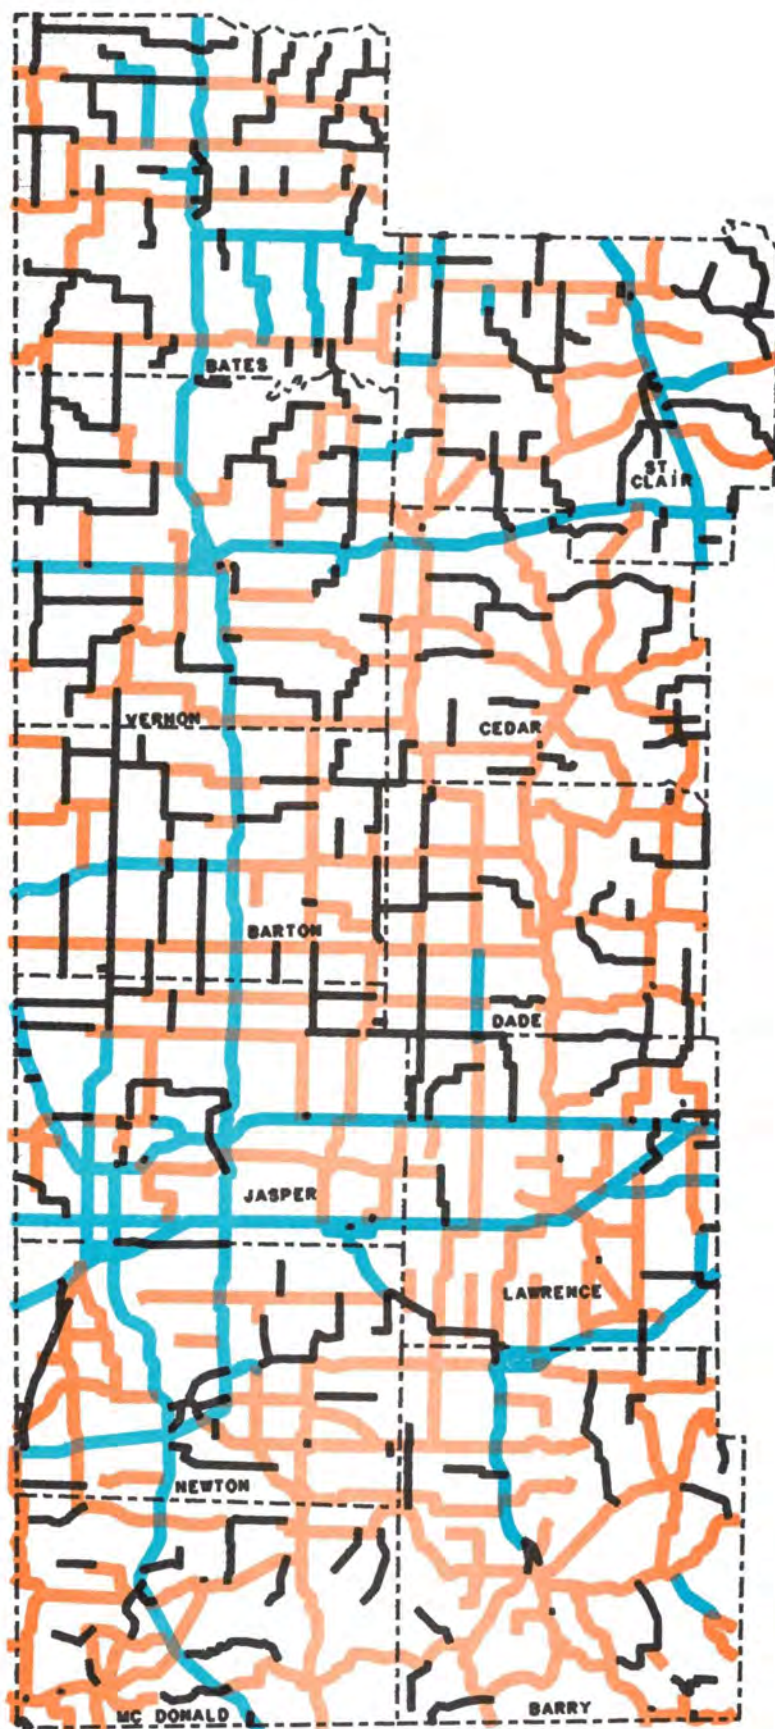 BATES
ST
CLAIR
VERNON
CEDAR
BARTON
DADE
JASPER
LAWRENCE
NEWTON
MC DONALD
BARRY